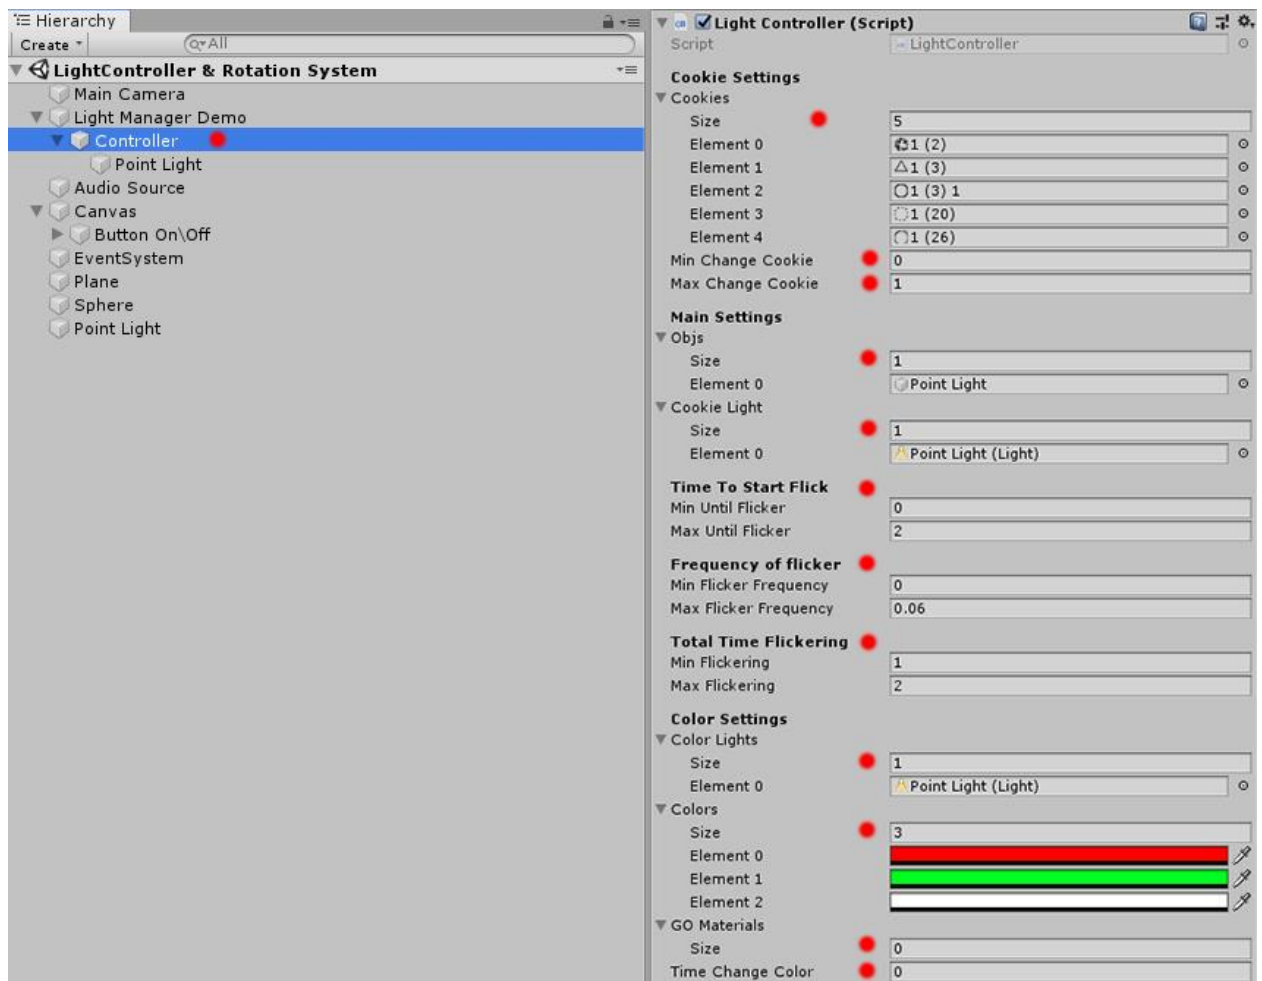 Hierarchy
Create
All
LightController & Rotation System
Main Camera
Light Manager Demo
Controller
Point Light
Audio Source
Canvas
Button On\Off
EventSystem
Plane
Sphere
Point Light
Light Controller (Script)
Script LightController
Cookie Settings
Cookies
Size 5
Element 0 1 (2)
Element 1 1 (3)
Element 2 1 (3) 1
Element 3 1 (20)
Element 4 1 (26)
Min Change Cookie 0
Max Change Cookie 1
Main Settings
Objs
Size 1
Element 0 Point Light
Cookie Light
Size 1
Element 0 Point Light (Light)
Time To Start Flick
Min Until Flicker 0
Max Until Flicker 2
Frequency of flicker
Min Flicker Frequency 0
Max Flicker Frequency 0.06
Total Time Flickering
Min Flickering 1
Max Flickering 2
Color Settings
Color Lights
Size 1
Element 0 Point Light (Light)
Colors
Size 3
Element 0
Element 1
Element 2
GO Materials
Size 0
Time Change Color 0